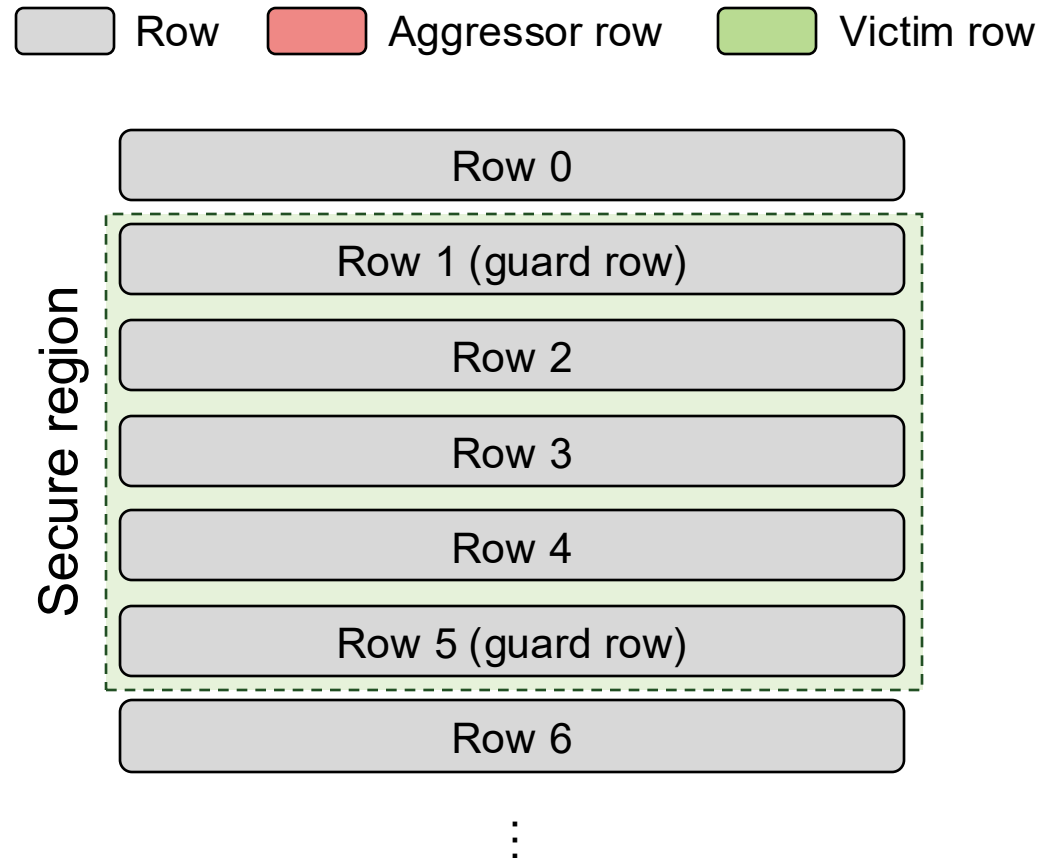 Row Aggressor row Victim row
Row 0
Row 1 (guard row)
Row 2
Row 3
Row 4
Row 5 (guard row)
Row 6
⋮
Secure region